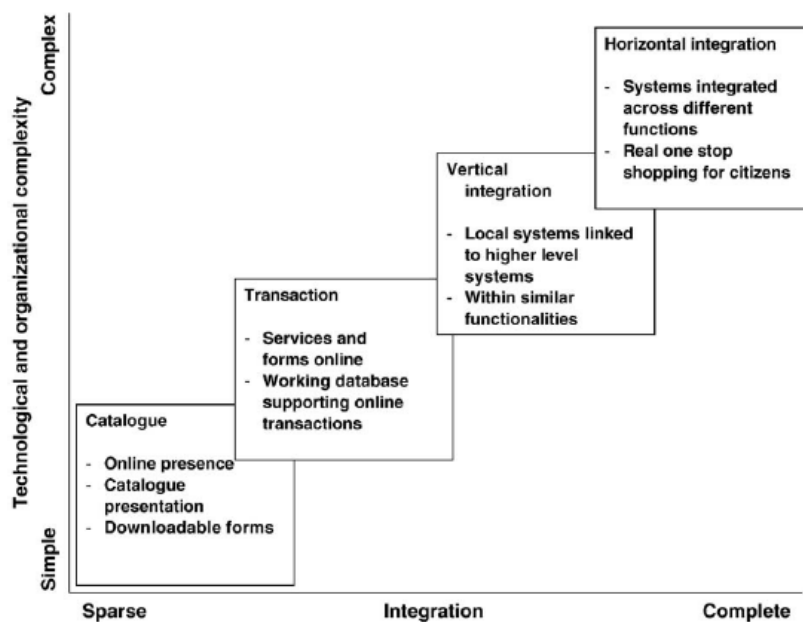 Technological and organizational complexity
Complex
Simple
Horizontal integration
- Systems integrated
across different
functions
- Real one stop
shopping for citizens
Vertical
integration
- Local systems linked
to higher level
systems
- Within similar
functionalities
Transaction
- Services and
forms online
- Working database
supporting online
transactions
Catalogue
- Online presence
- Catalogue
presentation
- Downloadable forms
Sparse
Integration
Complete